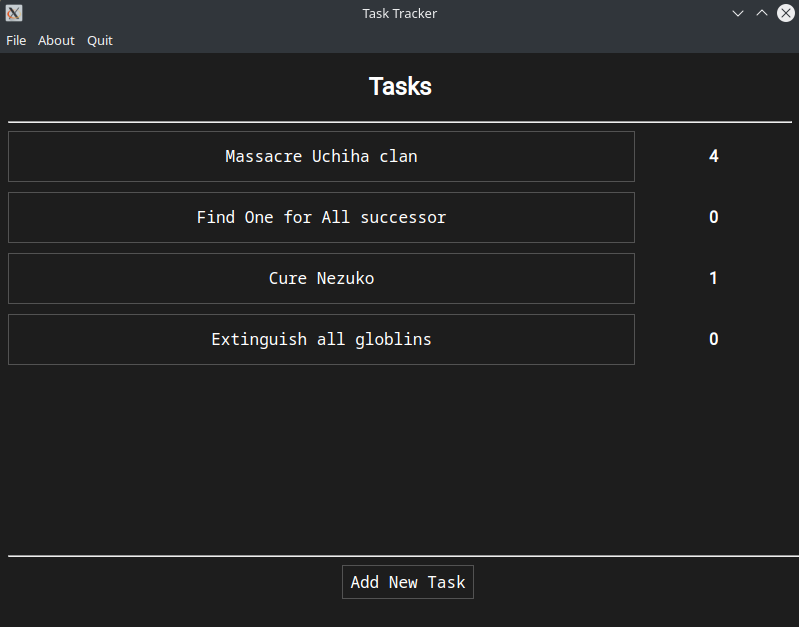 Task Tracker
File About Quit
Tasks
Massacre Uchiha clan 4
Find One for All successor 0
Cure Nezuko 1
Extinguish all globlins 0
Add New Task